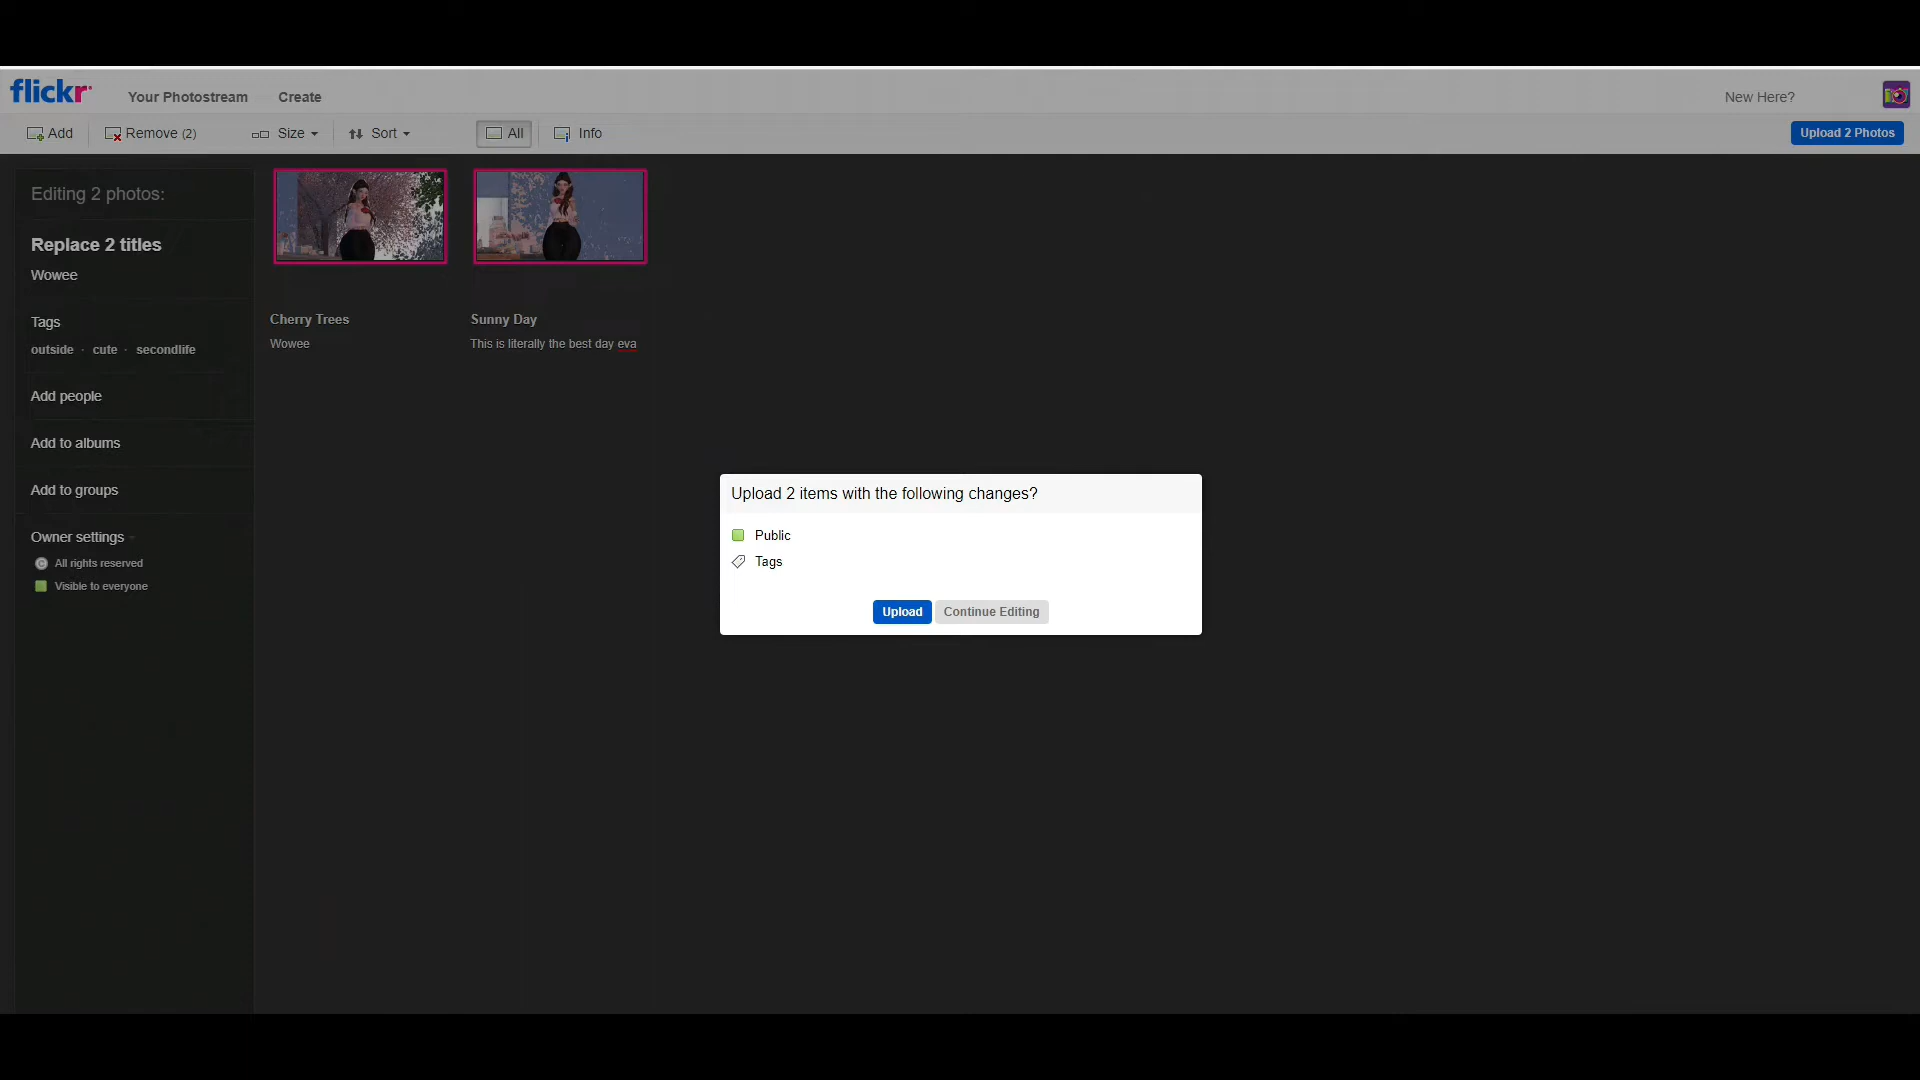 flickr
Your Photostream
Create
New Here?
Add
Remove (2)
Size
Sort
All
Info
Upload 2 Photos
Editing 2 photos:
Replace 2 titles
Wowee
Tags
outside · cute · secondlife
Add people
Add to albums
Add to groups
Owner settings
All rights reserved
Visible to everyone
Cherry Trees
Wowee
Sunny Day
This is literally the best day eva
Upload 2 items with the following changes?
Public
Tags
Upload
Continue Editing